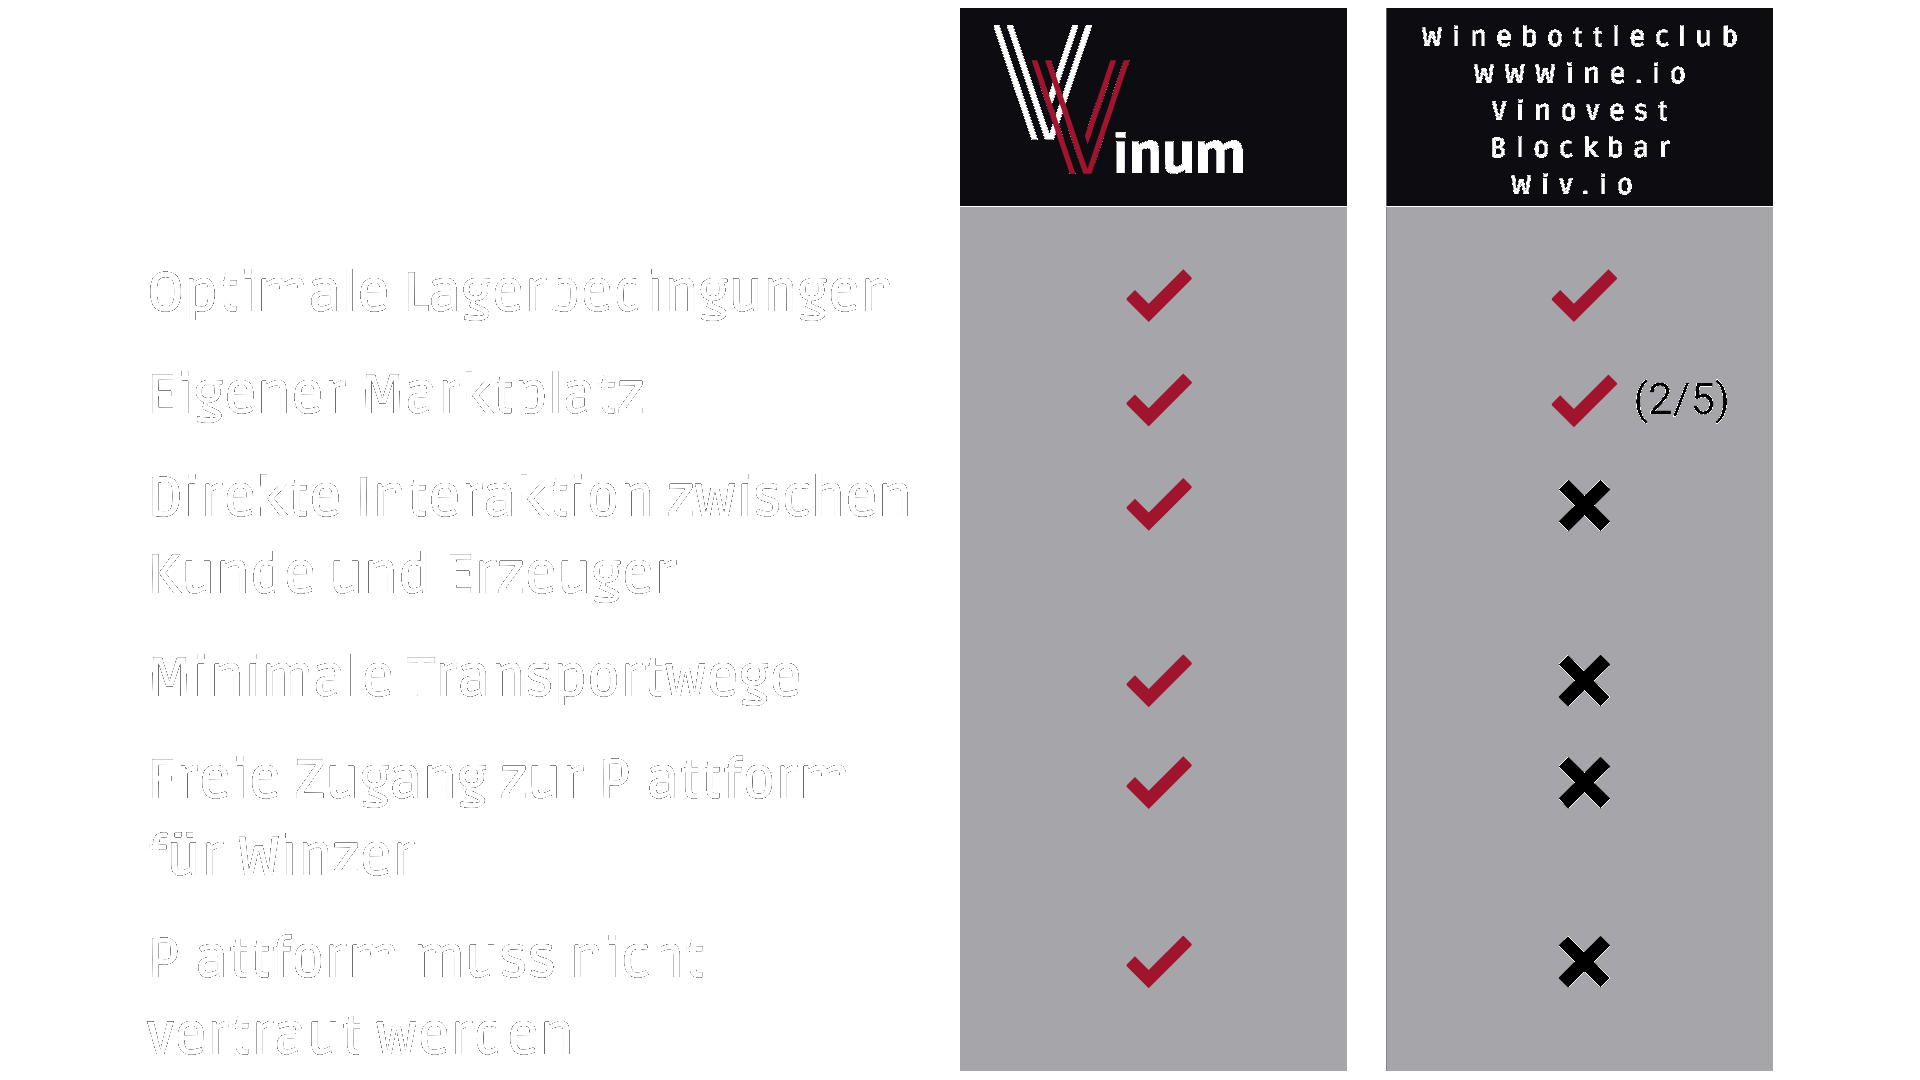 Vinum
Winebottleclub
WWWine.io
Vinovest
Blockbar
Wiv.io
Optimale Lagerbedingungen
Eigener Marktplatz
(2/5)
Direkte Interaktion zwischen
Kunde und Erzeuger
Minimale Transportwege
Freie Zugang zur Plattform
für Winzer
Plattform muss nicht
vertraut werden